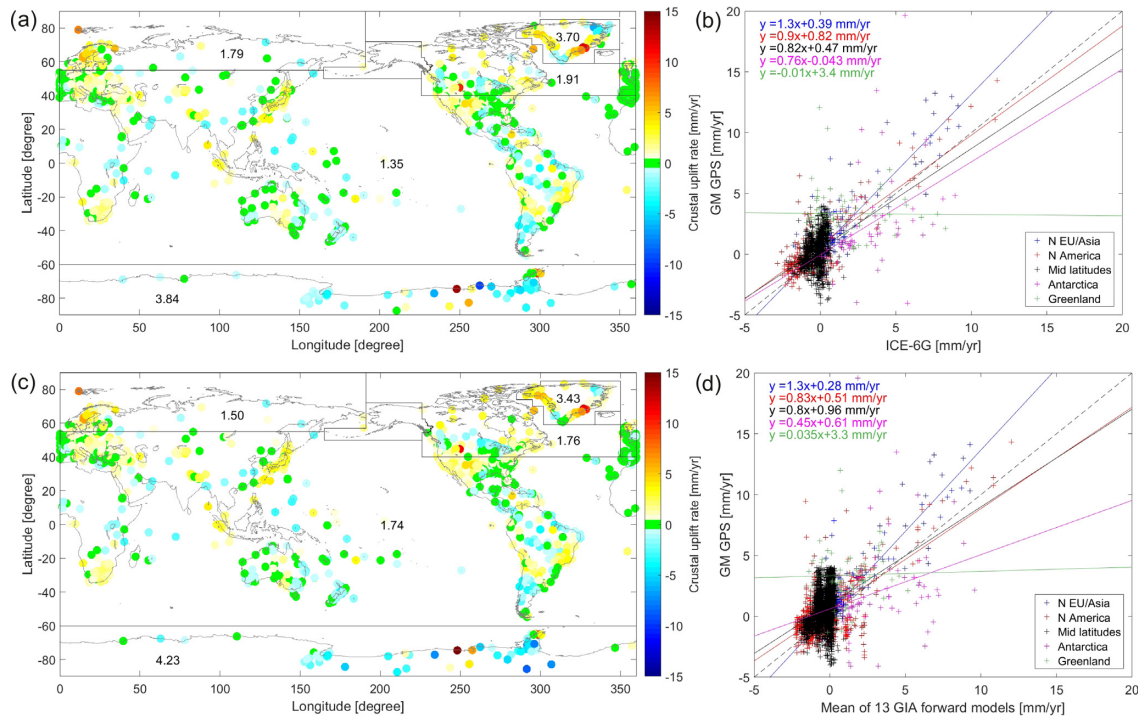 (a)
80
60
40
20
0
-20
-40
-60
-80
Latitude [degree]
1.79
3.70
1.91
1.35
3.84
0 50 100 150 200 250 300 350
Longitude [degree]
15
10
5
0
-5
-10
-15
Crustal uplift rate [mm/yr]
(b)
y =1.3x+0.39 mm/yr
y =0.9x+0.82 mm/yr
y =0.82x+0.47 mm/yr
y =0.76x-0.043 mm/yr
y =-0.01x+3.4 mm/yr
20
15
10
5
0
-5
GM GPS [mm/yr]
N EU/Asia
N America
Mid latitudes
Antarctica
Greenland
-5 0 5 10 15 20
ICE-6G [mm/yr]
(c)
80
60
40
20
0
-20
-40
-60
-80
Latitude [degree]
1.50
3.43
1.76
1.74
4.23
0 50 100 150 200 250 300 350
Longitude [degree]
15
10
5
0
-5
-10
-15
Crustal uplift rate [mm/yr]
(d)
y =1.3x+0.28 mm/yr
y =0.83x+0.51 mm/yr
y =0.8x+0.96 mm/yr
y =0.45x+0.61 mm/yr
y =0.035x+3.3 mm/yr
20
15
10
5
0
-5
GM GPS [mm/yr]
N EU/Asia
N America
Mid latitudes
Antarctica
Greenland
-5 0 5 10 15 20
Mean of 13 GIA forward models [mm/yr]